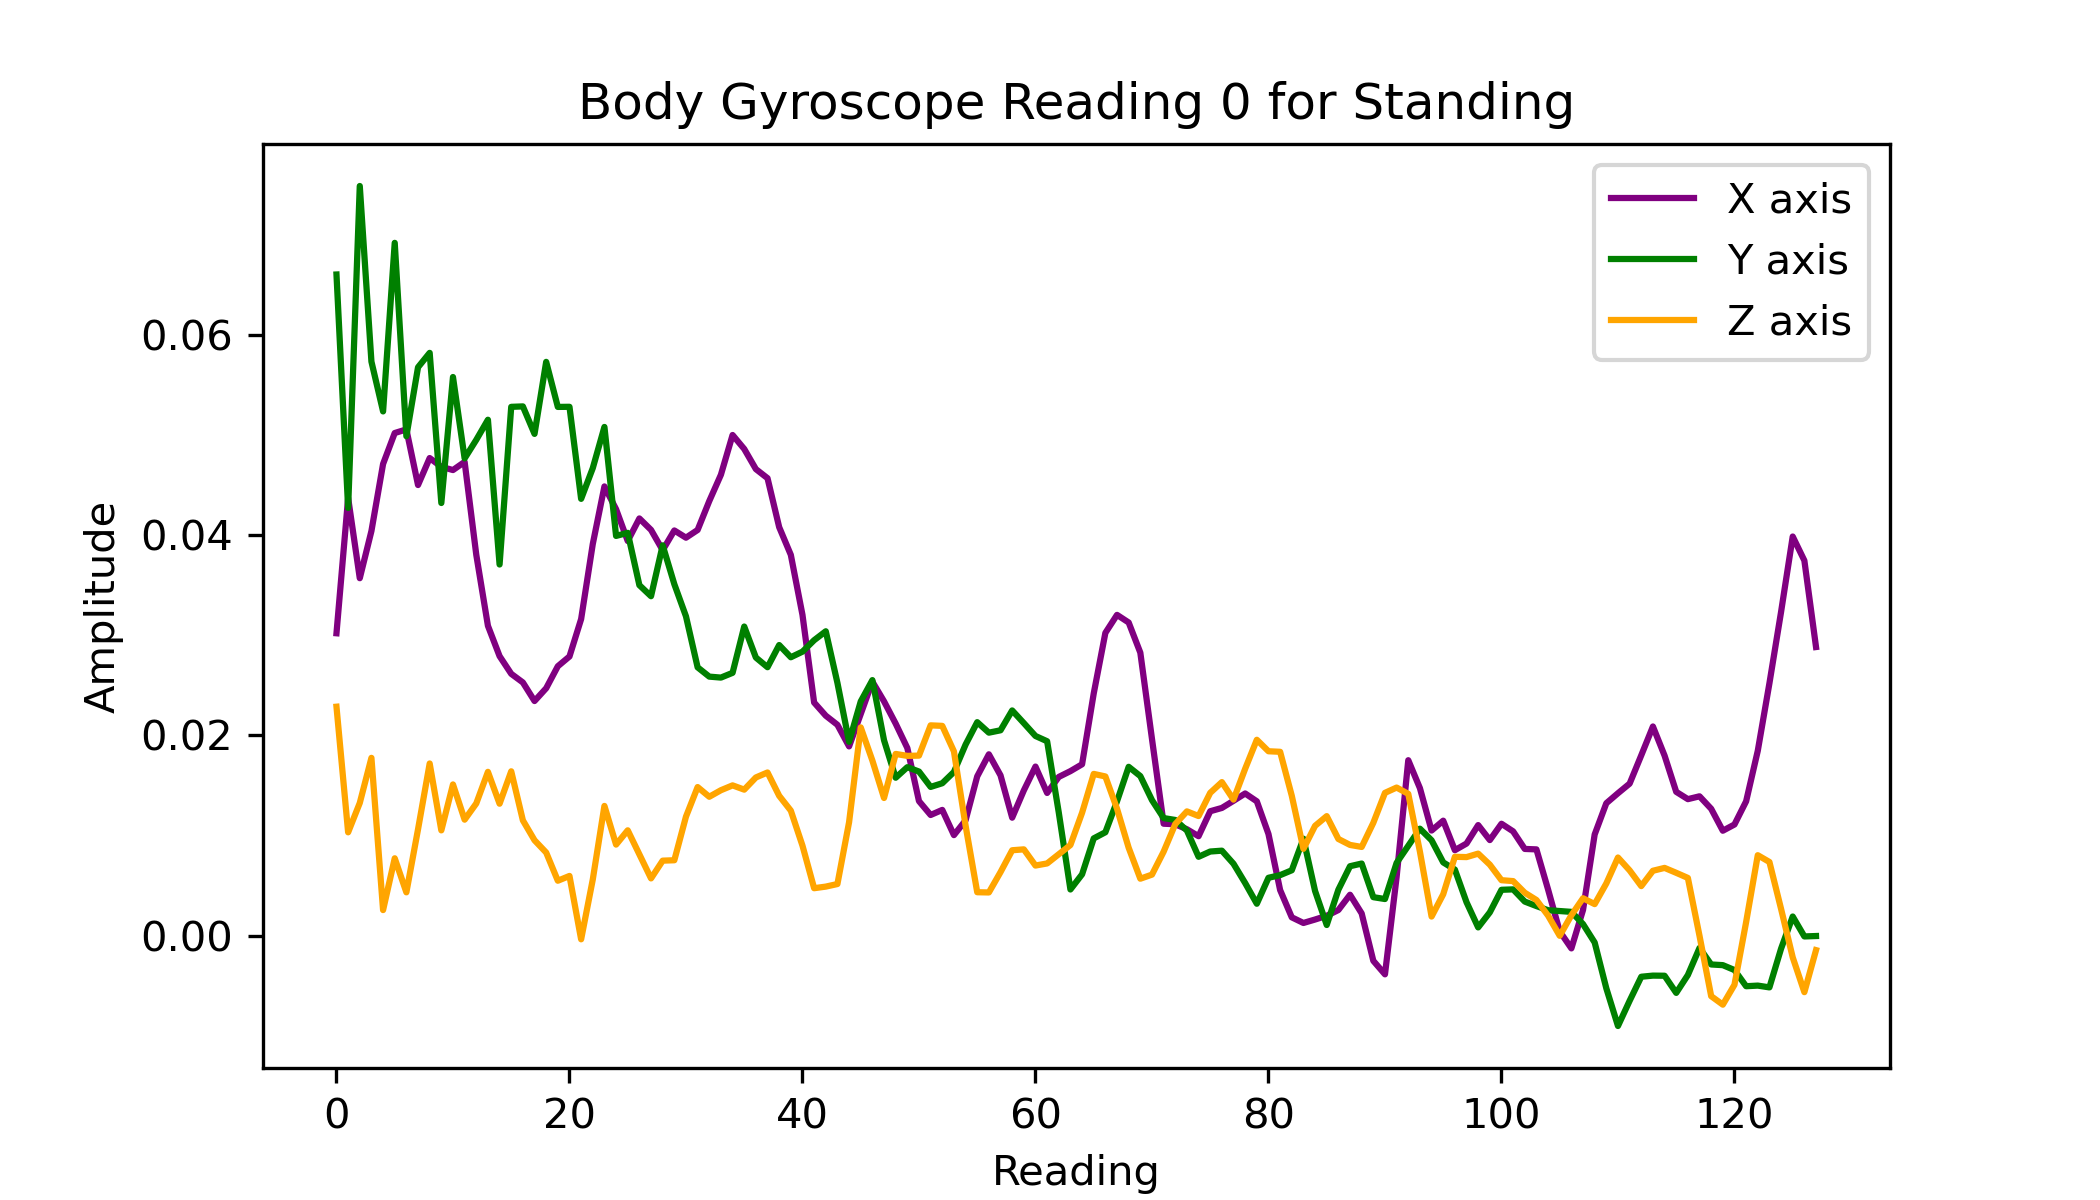 Body Gyroscope Reading 0 for Standing
X axis
Y axis
Z axis
Amplitude
0.06
0.04
0.02
0.00
0 20 40 60 80 100 120
Reading